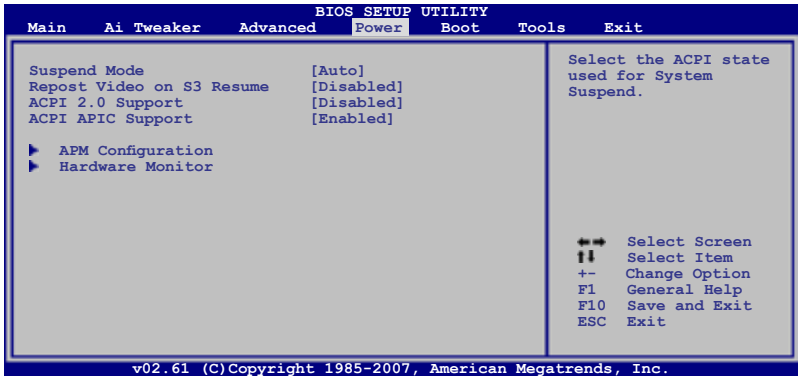 BIOS SETUP UTILITY
Main Ai Tweaker Advanced Power Boot Tools Exit
Suspend Mode [Auto]
Repost Video on S3 Resume [Disabled]
ACPI 2.0 Support [Disabled]
ACPI APIC Support [Enabled]
APM Configuration
Hardware Monitor
Select the ACPI state
used for System
Suspend.
←→ Select Screen
↑↓ Select Item
+- Change Option
F1 General Help
F10 Save and Exit
ESC Exit
v02.61 (C)Copyright 1985-2007, American Megatrends, Inc.